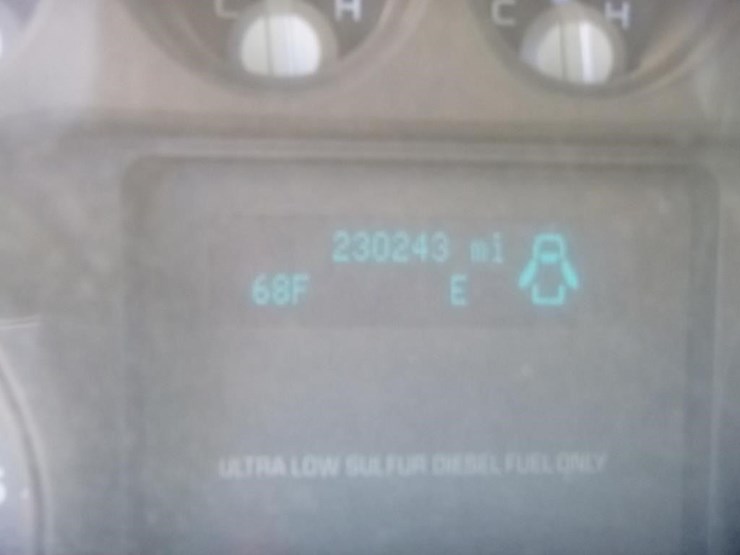 C H C H
230243 mi
68F E
ULTRA LOW SULFUR DIESEL FUEL ONLY